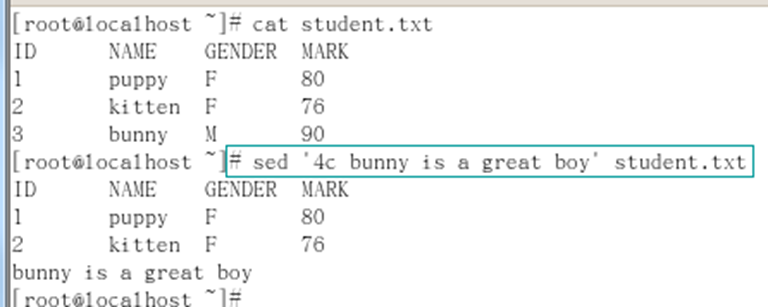 [root@localhost ~]# cat student.txt
ID      NAME    GENDER  MARK
1       puppy   F       80
2       kitten  F       76
3       bunny   M       90
[root@localhost ~]# sed '4c bunny is a great boy' student.txt
ID      NAME    GENDER  MARK
1       puppy   F       80
2       kitten  F       76
bunny is a great boy
[root@localhost ~]#